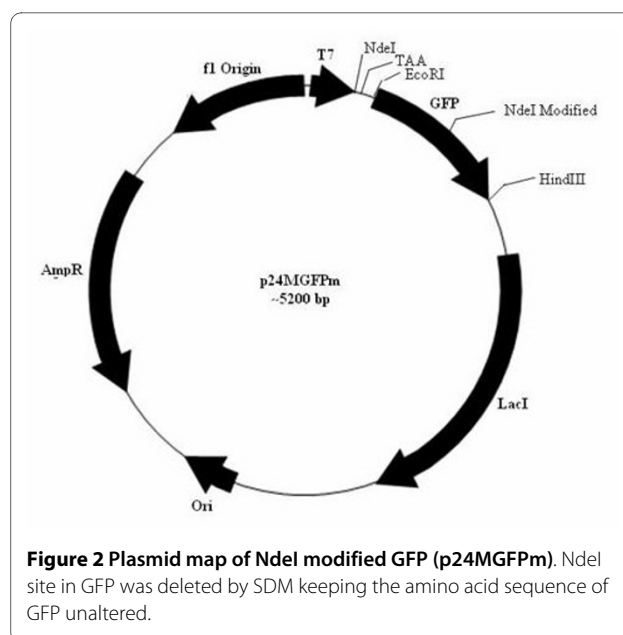 T7
NdeI
TAA
EcoRI
f1 Origin
GFP
NdeI Modified
HindIII
AmpR
p24MGFPm
~5200 bp
LacI
Ori
Figure 2 Plasmid map of NdeI modified GFP (p24MGFPm). NdeI
site in GFP was deleted by SDM keeping the amino acid sequence of
GFP unaltered.